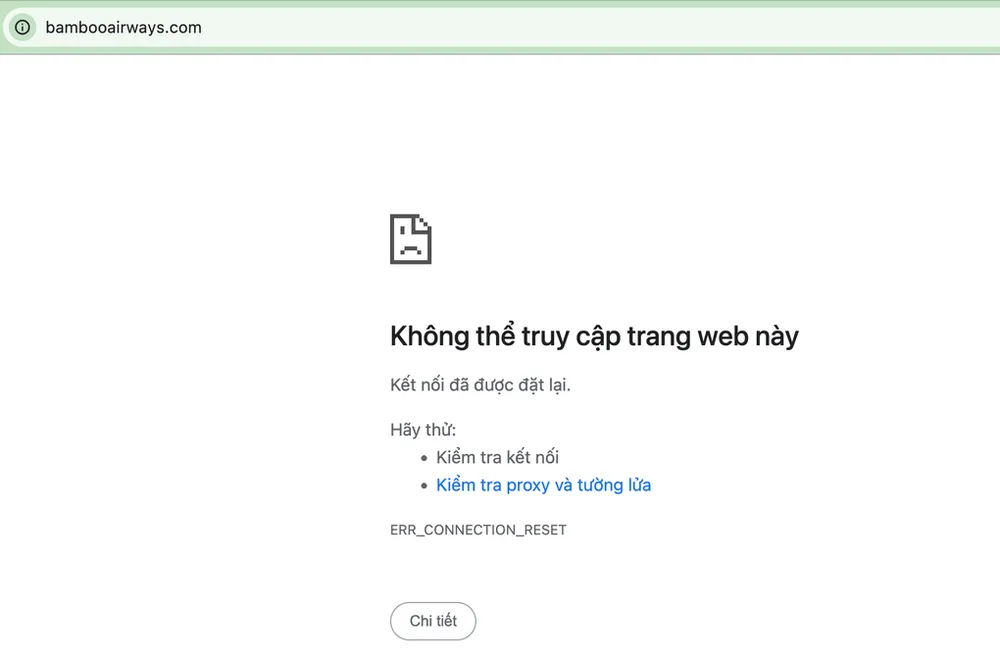 bambooairways.com
Không thể truy cập trang web này
Kết nối đã được đặt lại.
Hãy thử:
• Kiểm tra kết nối
• Kiểm tra proxy và tường lửa
ERR_CONNECTION_RESET
Chi tiết